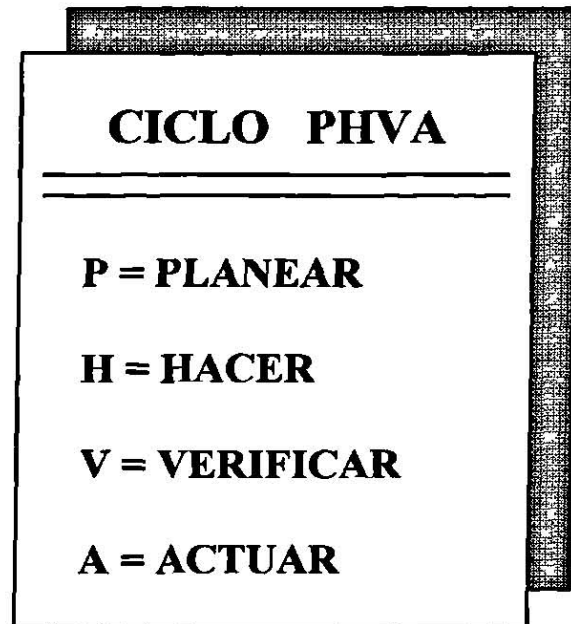 CICLO PHVA
P = PLANEAR
H = HACER
V = VERIFICAR
A = ACTUAR